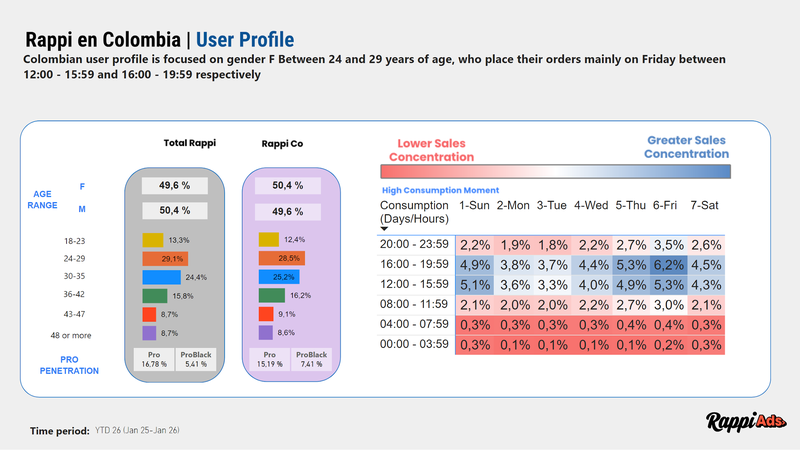 Rappi en Colombia | User Profile
Colombian user profile is focused on gender F Between 24 and 29 years of age, who place their orders mainly on Friday between
12:00 - 15:59 and 16:00 - 19:59 respectively
Total Rappi
Rappi Co
AGE
RANGE
F
M
49,6 %
50,4 %
50,4 %
49,6 %
18-23
13,3%
12,4%
24-29
29,1%
28,5%
30-35
24,4%
25,2%
36-42
15,8%
16,2%
43-47
8,7%
9,1%
48 or more
8,7%
8,6%
PRO
PENETRATION
Pro
16,78 %
ProBlack
5,41 %
Pro
15,19 %
ProBlack
7,41 %
Lower Sales
Concentration
Greater Sales
Concentration
High Consumption Moment
Consumption
(Days/Hours)
1-Sun 2-Mon 3-Tue 4-Wed 5-Thu 6-Fri 7-Sat
20:00 - 23:59 2,2% 1,9% 1,8% 2,2% 2,7% 3,5% 2,6%
16:00 - 19:59 4,9% 3,8% 3,7% 4,4% 5,3% 6,2% 4,5%
12:00 - 15:59 5,1% 3,6% 3,3% 4,0% 4,9% 5,3% 4,3%
08:00 - 11:59 2,1% 2,0% 2,0% 2,2% 2,7% 3,0% 2,1%
04:00 - 07:59 0,3% 0,3% 0,3% 0,3% 0,4% 0,4% 0,3%
00:00 - 03:59 0,3% 0,1% 0,1% 0,1% 0,1% 0,2% 0,3%
Time period: YTD 26 (Jan 25-Jan 26)
Rappi Ads